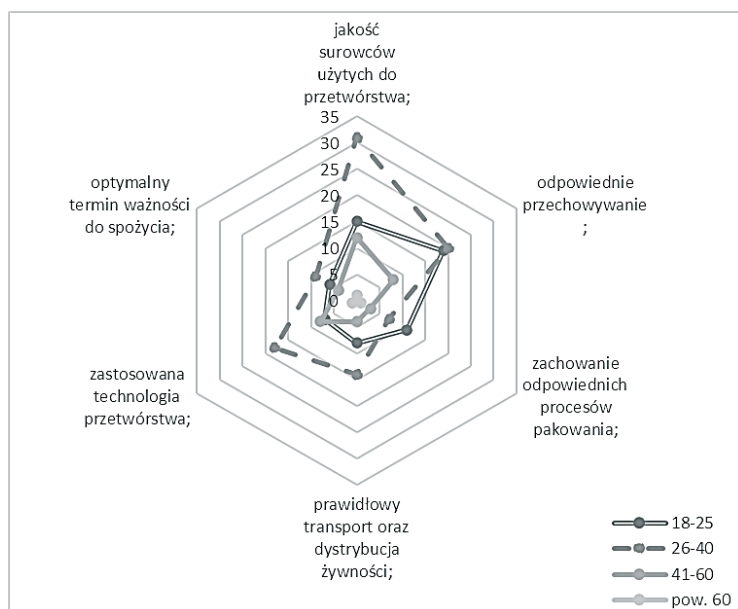 jakość
surowców
użytych do
przetwórstwa;
35
30
25
20
15
10
5
0
odpowiednie
przechowywanie
;
zachowanie
odpowiednich
procesów
pakowania;
prawidłowy
transport oraz
dystrybucja
żywności;
zastosowana
technologia
przetwórstwa;
optymalny
termin ważności
do spożycia;
18-25
26-40
41-60
pow. 60